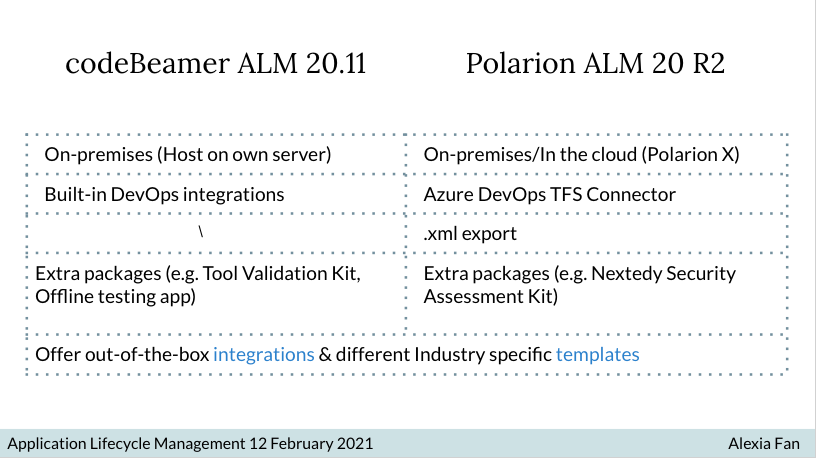 codeBeamer ALM 20.11
Polarion ALM 20 R2
On-premises (Host on own server)
On-premises/In the cloud (Polarion X)
Built-in DevOps integrations
Azure DevOps TFS Connector
\
.xml export
Extra packages (e.g. Tool Validation Kit,
Offline testing app)
Extra packages (e.g. Nextedy Security
Assessment Kit)
Offer out-of-the-box integrations & different Industry specific templates
Application Lifecycle Management 12 February 2021
Alexia Fan